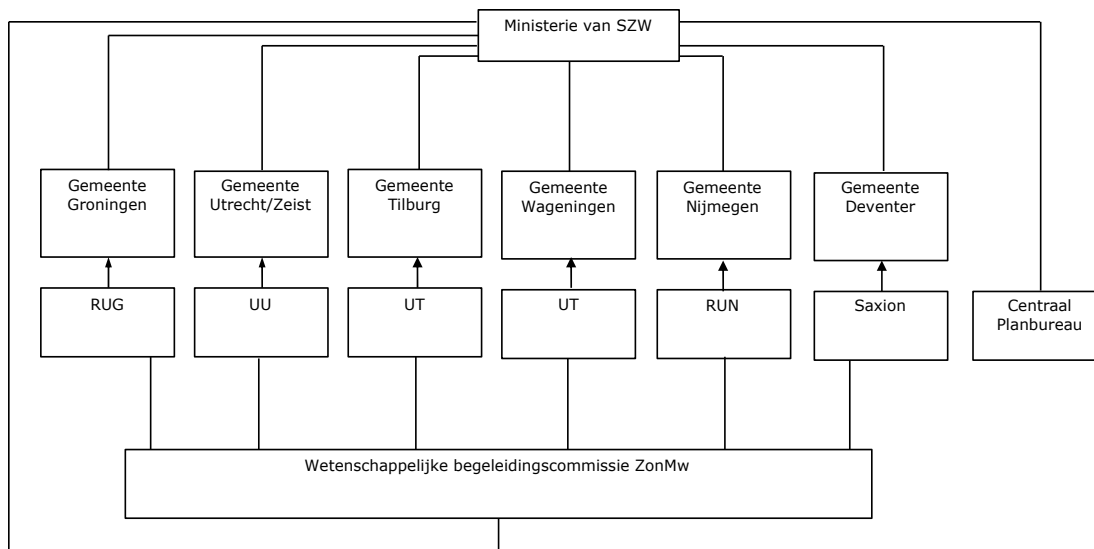 Ministerie van SZW
Gemeente
Groningen
Gemeente
Utrecht/Zeist
Gemeente
Tilburg
Gemeente
Wageningen
Gemeente
Nijmegen
Gemeente
Deventer
RUG
UU
UT
UT
RUN
Saxion
Centraal
Planbureau
Wetenschappelijke begeleidingscommissie ZonMw